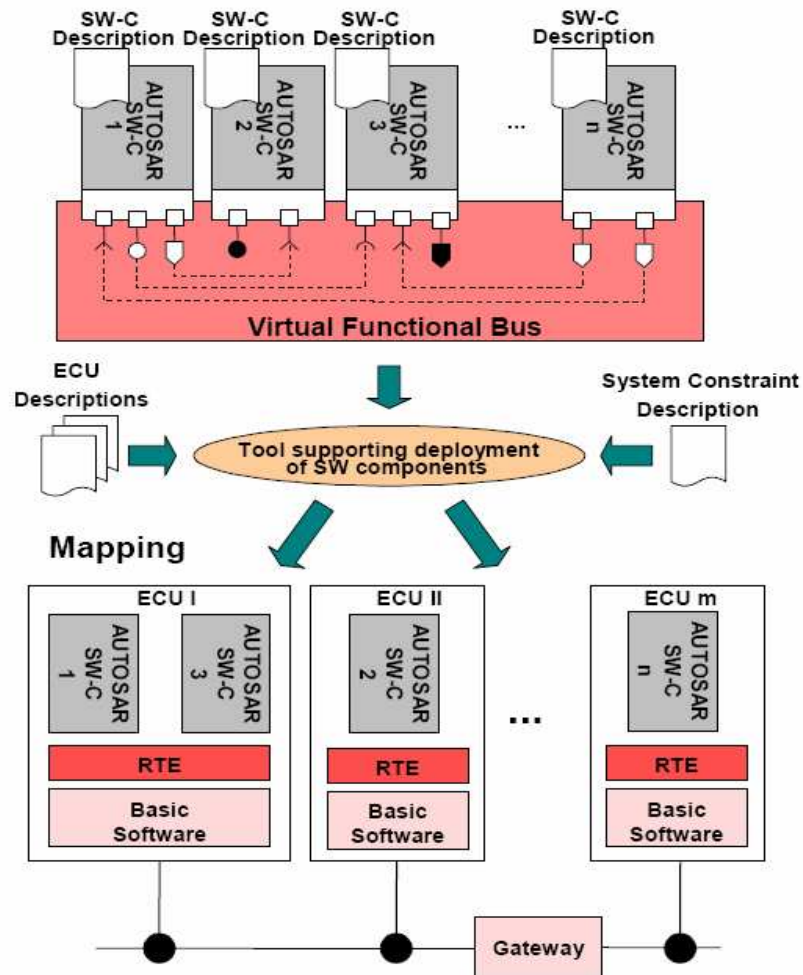 SW-C
Description
SW-C
Description
SW-C
Description
SW-C
Description
AUTOSAR
SW-C
1
AUTOSAR
SW-C
2
AUTOSAR
SW-C
3
...
AUTOSAR
SW-C
n
Virtual Functional Bus
ECU
Descriptions
System Constraint
Description
Tool supporting deployment
of SW components
Mapping
ECU I
AUTOSAR
SW-C
1
AUTOSAR
SW-C
3
RTE
Basic
Software
ECU II
AUTOSAR
SW-C
2
RTE
Basic
Software
...
ECU m
AUTOSAR
SW-C
n
RTE
Basic
Software
Gateway